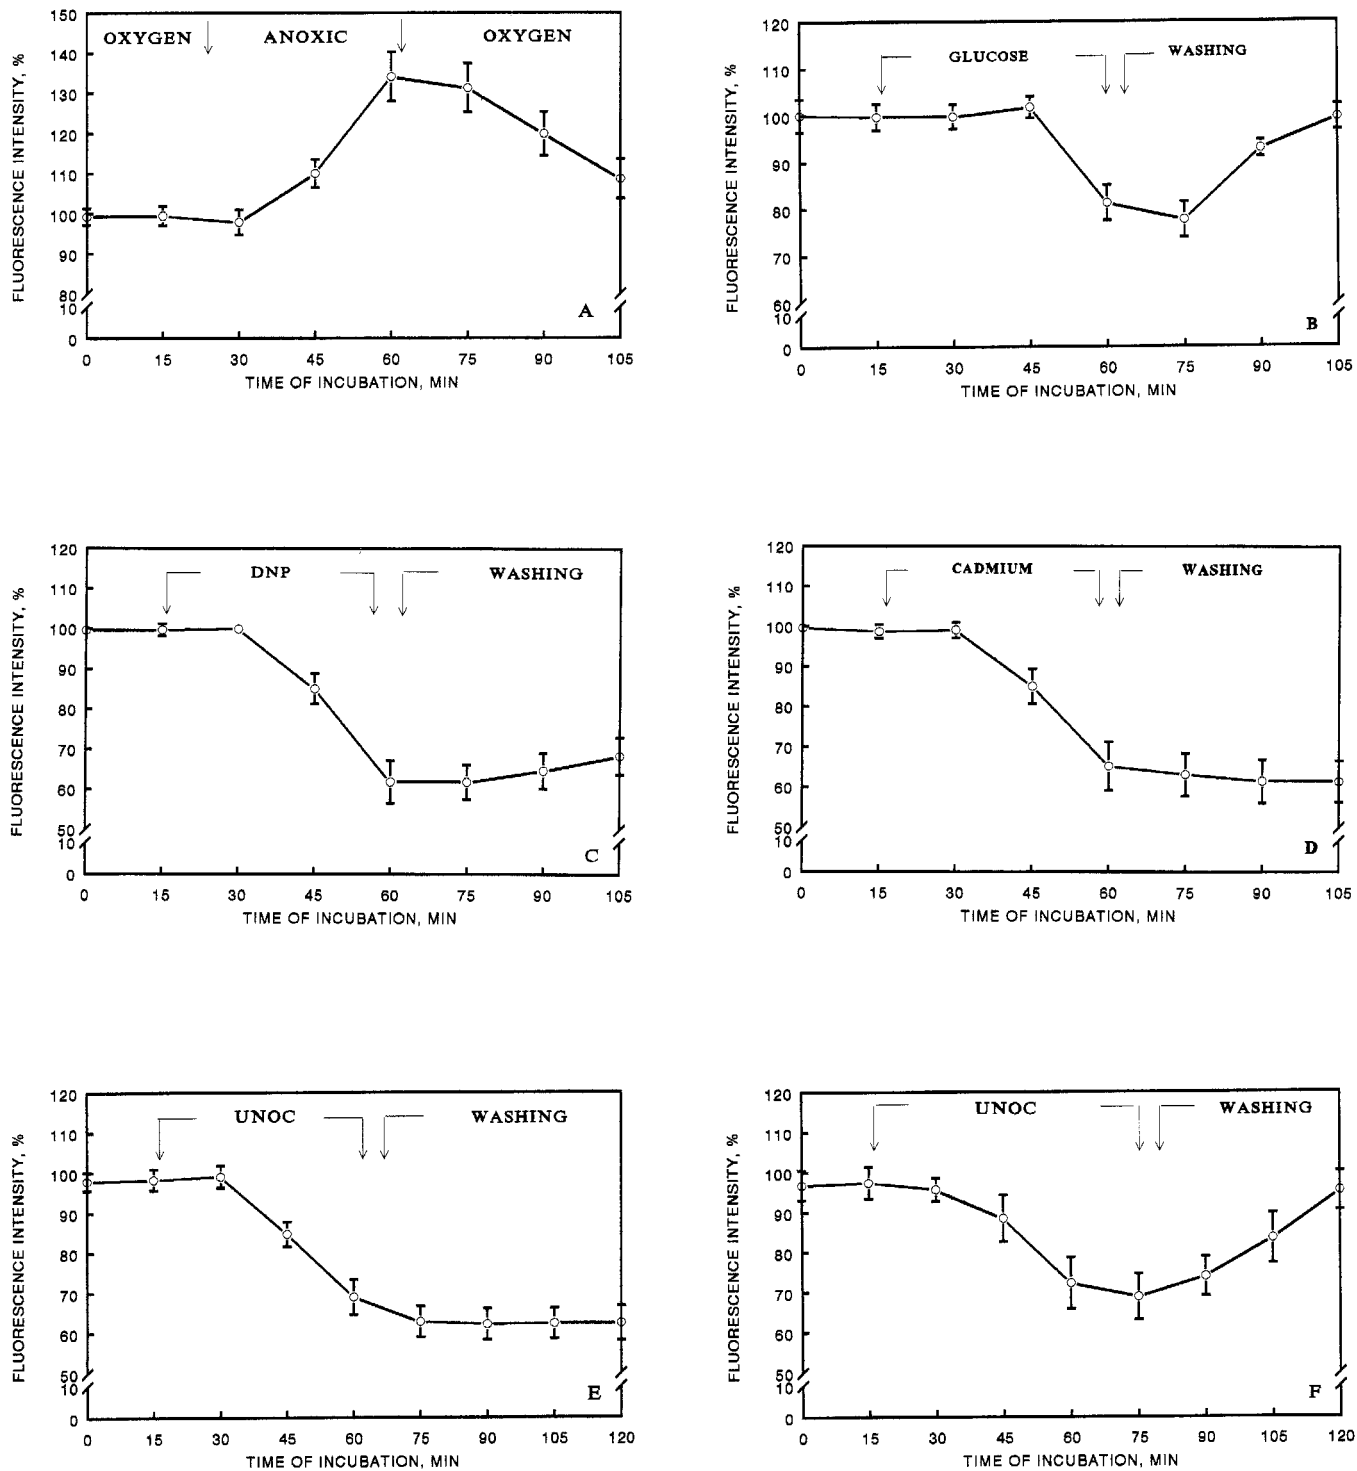 OXYGEN ANOXIC OXYGEN
FLUORESCENCE INTENSITY, %
150
140
130
120
110
100
90
80
10
0
A
0 15 30 45 60 75 90 105
TIME OF INCUBATION, MIN
GLUCOSE WASHING
FLUORESCENCE INTENSITY, %
120
110
100
90
80
70
60
10
0
B
0 15 30 45 60 75 90 105
TIME OF INCUBATION, MIN
DNP WASHING
FLUORESCENCE INTENSITY, %
120
110
100
90
80
70
60
50
10
0
C
0 15 30 45 60 75 90 105
TIME OF INCUBATION, MIN
CADMIUM WASHING
FLUORESCENCE INTENSITY, %
120
110
100
90
80
70
60
50
10
0
D
0 15 30 45 60 75 90 105
TIME OF INCUBATION, MIN
UNOC WASHING
FLUORESCENCE INTENSITY, %
120
110
100
90
80
70
60
50
10
0
E
0 15 30 45 60 75 90 105 120
TIME OF INCUBATION, MIN
UNOC WASHING
FLUORESCENCE INTENSITY, %
120
110
100
90
80
70
60
50
10
0
F
0 15 30 45 60 75 90 105 120
TIME OF INCUBATION, MIN